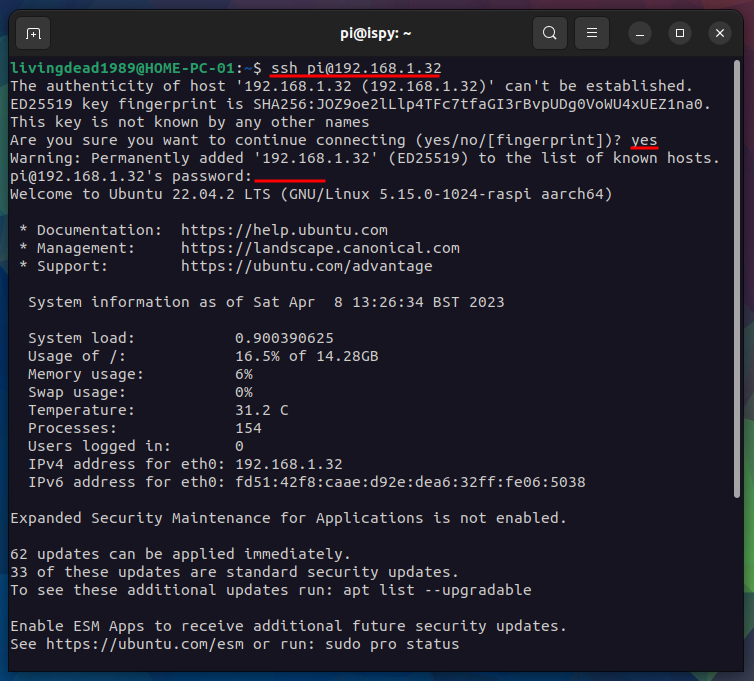 pi@ispy: ~
livingdead1989@HOME-PC-01:~$ ssh pi@192.168.1.32
The authenticity of host '192.168.1.32 (192.168.1.32)' can't be established.
ED25519 key fingerprint is SHA256:JOZ9oe2lLlp4TFc7tfaGI3rBvpUDg0VoWU4xUEZ1na0.
This key is not known by any other names
Are you sure you want to continue connecting (yes/no/[fingerprint])? yes
Warning: Permanently added '192.168.1.32' (ED25519) to the list of known hosts.
pi@192.168.1.32's password:
Welcome to Ubuntu 22.04.2 LTS (GNU/Linux 5.15.0-1024-raspi aarch64)
* Documentation:  https://help.ubuntu.com
* Management:     https://landscape.canonical.com
* Support:        https://ubuntu.com/advantage
System information as of Sat Apr  8 13:26:34 BST 2023
System load:           0.900390625
Usage of /:            16.5% of 14.28GB
Memory usage:          6%
Swap usage:            0%
Temperature:           31.2 C
Processes:             154
Users logged in:       0
IPv4 address for eth0: 192.168.1.32
IPv6 address for eth0: fd51:42f8:caae:d92e:dea6:32ff:fe06:5038
Expanded Security Maintenance for Applications is not enabled.
62 updates can be applied immediately.
33 of these updates are standard security updates.
To see these additional updates run: apt list --upgradable
Enable ESM Apps to receive additional future security updates.
See https://ubuntu.com/esm or run: sudo pro status